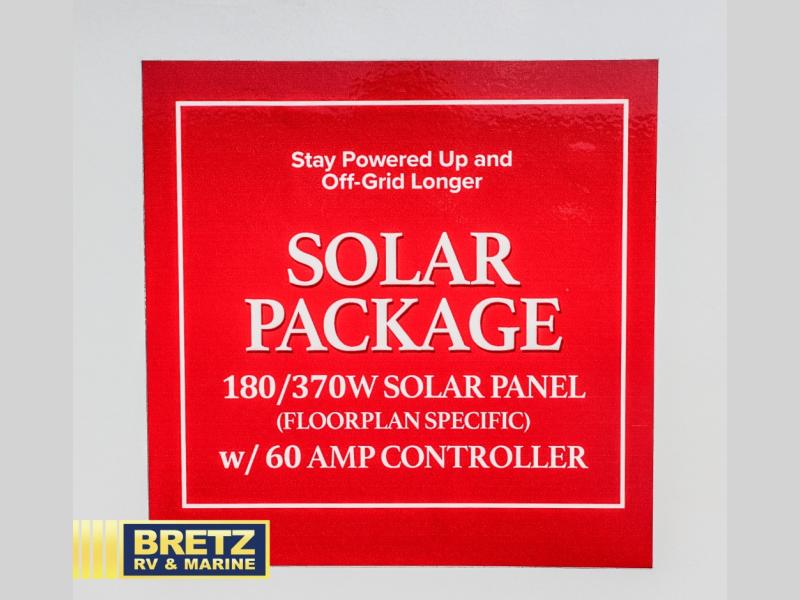 Stay Powered Up and
Off-Grid Longer
SOLAR
PACKAGE
180/370W SOLAR PANEL
(FLOORPLAN SPECIFIC)
w/ 60 AMP CONTROLLER
BRETZ
RV & MARINE